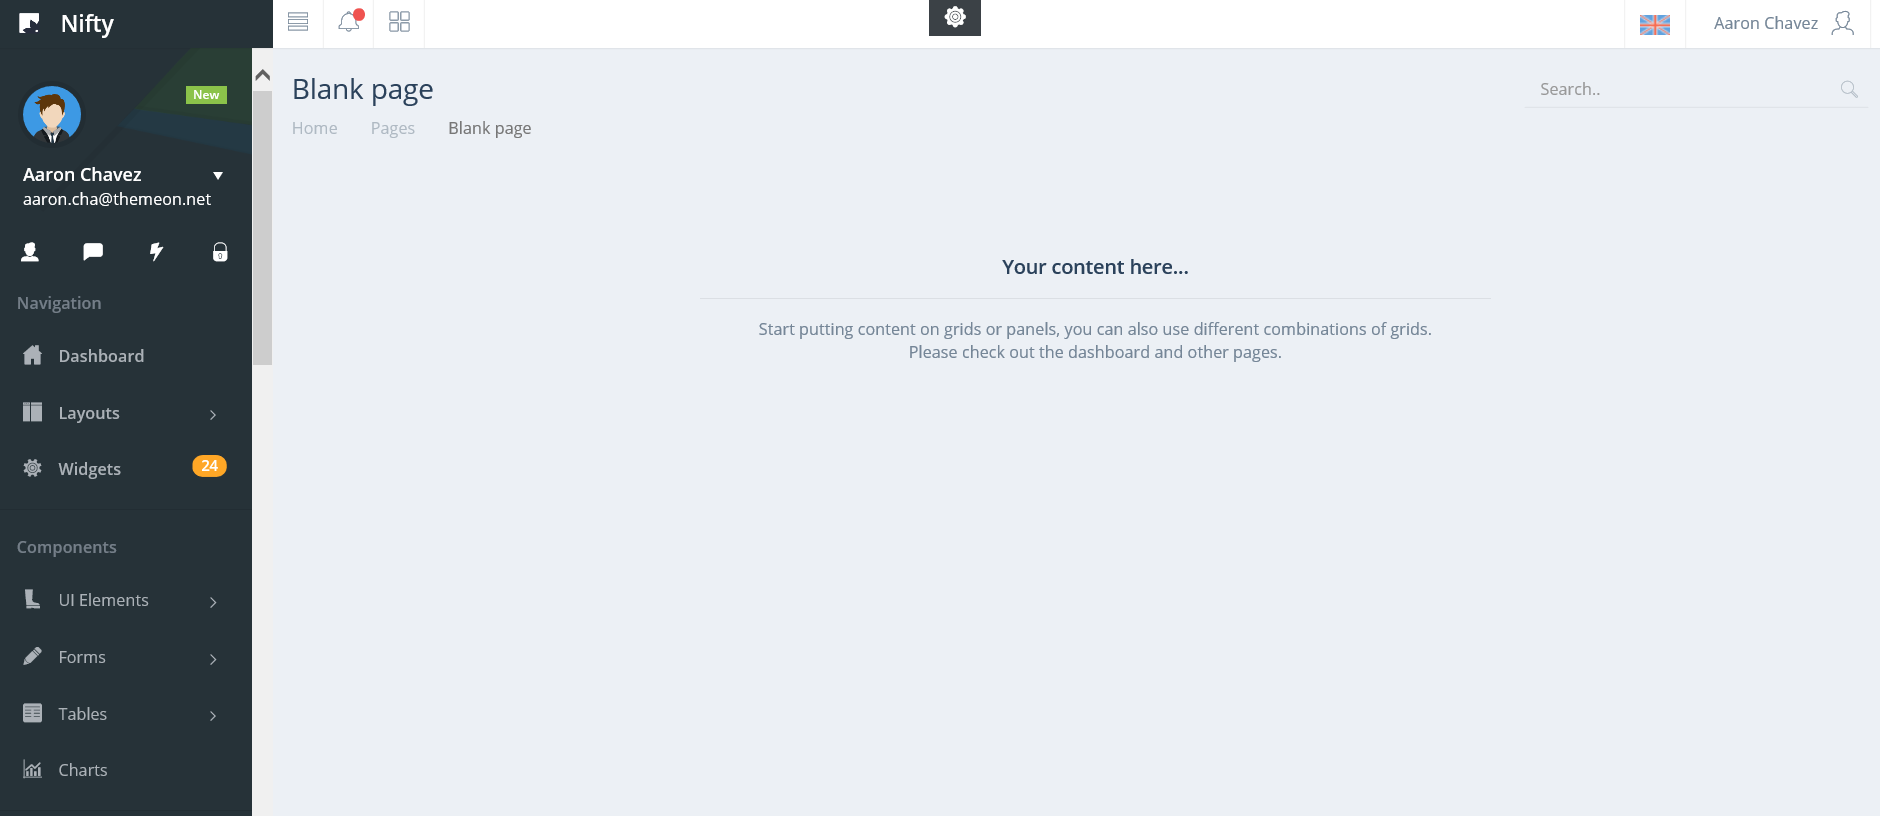 Nifty
Aaron Chavez
New
Aaron Chavez
aaron.cha@themeon.net
Navigation
Dashboard
Layouts
Widgets 24
Components
UI Elements
Forms
Tables
Charts
Blank page
Search..
Home Pages Blank page
Your content here...
Start putting content on grids or panels, you can also use different combinations of grids.
Please check out the dashboard and other pages.